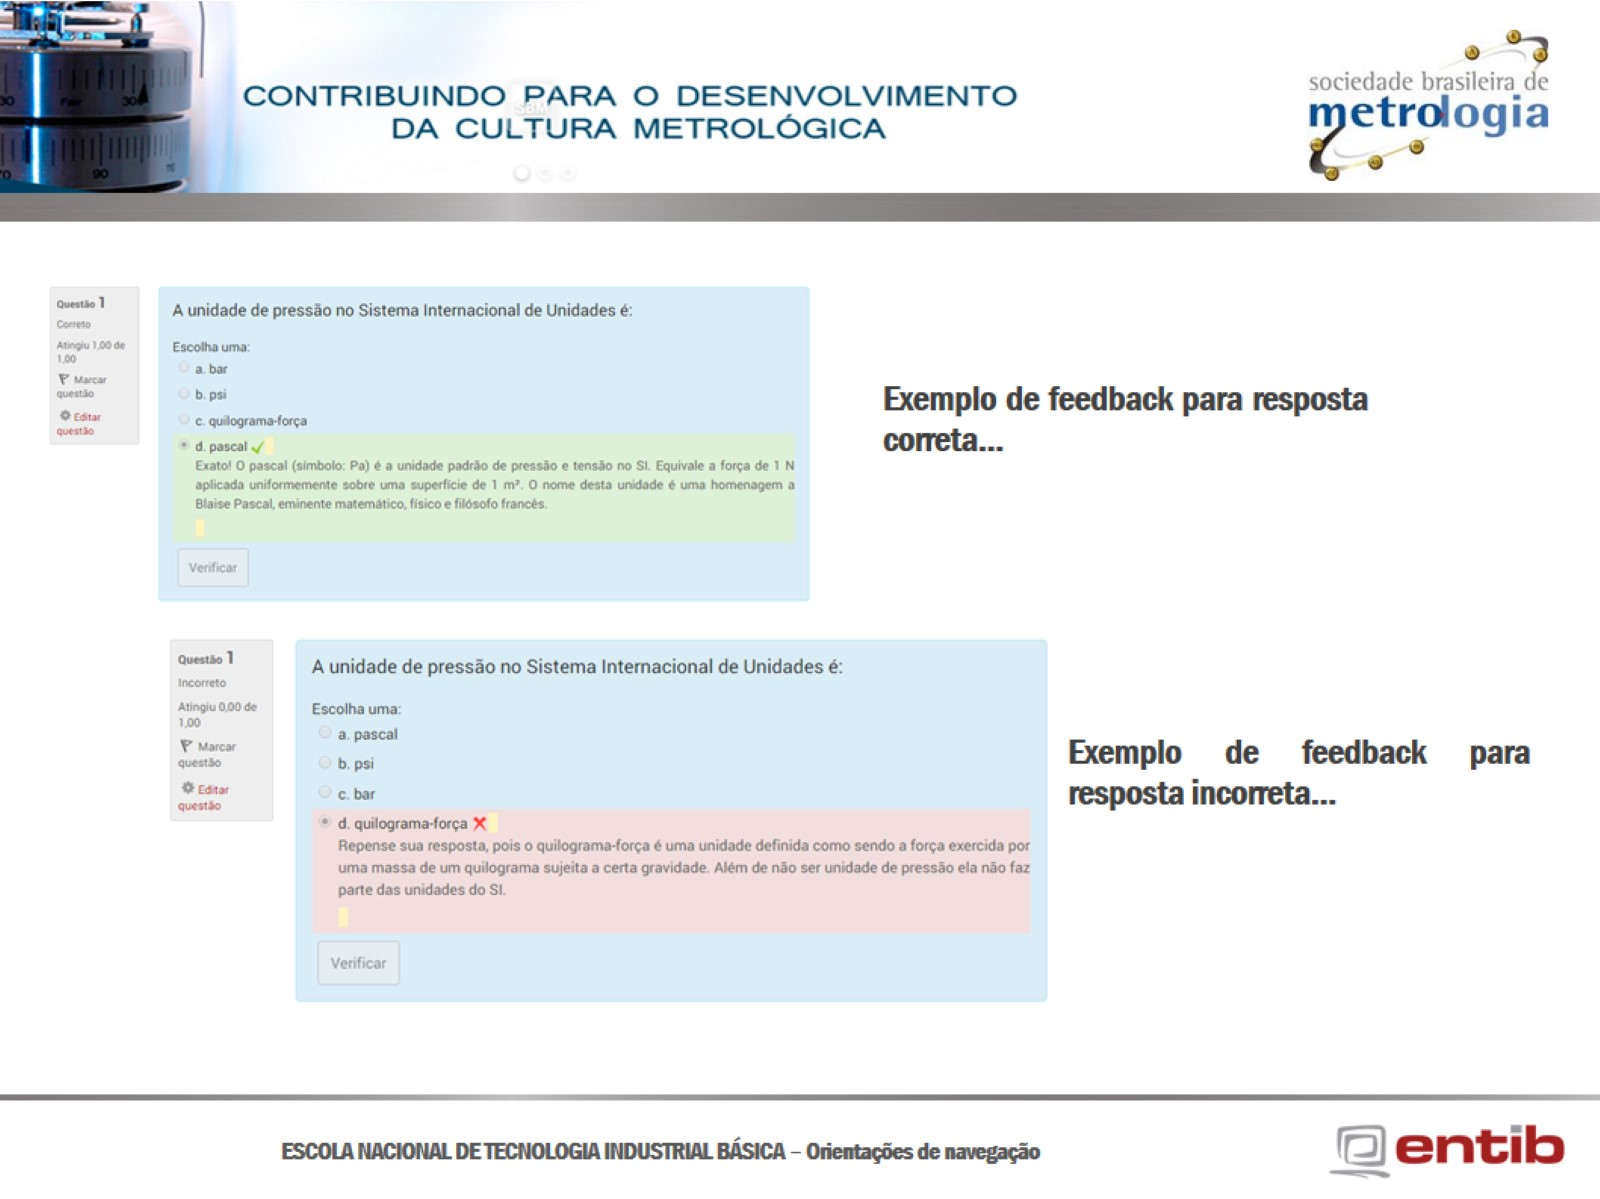 CONTRIBUINDO PARA O DESENVOLVIMENTO
DA CULTURA METROLÓGICA
SBM
sociedade brasileira de
metrologia
Questão 1
Correto
Atingiu 1,00 de
1,00
Marcar
questão
Editar
questão
A unidade de pressão no Sistema Internacional de Unidades é:
Escolha uma:
a. bar
b. psi
c. quilograma-força
d. pascal
Exato! O pascal (símbolo: Pa) é a unidade padrão de pressão e tensão no SI. Equivale a força de 1 N
aplicada uniformemente sobre uma superfície de 1 m². O nome desta unidade é uma homenagem a
Blaise Pascal, eminente matemático, físico e filósofo francês.
Verificar
Exemplo de feedback para resposta
correta...
Questão 1
Incorreto
Atingiu 0,00 de
1,00
Marcar
questão
Editar
questão
A unidade de pressão no Sistema Internacional de Unidades é:
Escolha uma:
a. pascal
b. psi
c. bar
d. quilograma-força
Repense sua resposta, pois o quilograma-força é uma unidade definida como sendo a força exercida por
uma massa de um quilograma sujeita a certa gravidade. Além de não ser unidade de pressão ela não faz
parte das unidades do SI.
Verificar
Exemplo de feedback para
resposta incorreta...
ESCOLA NACIONAL DE TECNOLOGIA INDUSTRIAL BÁSICA – Orientações de navegação
entib